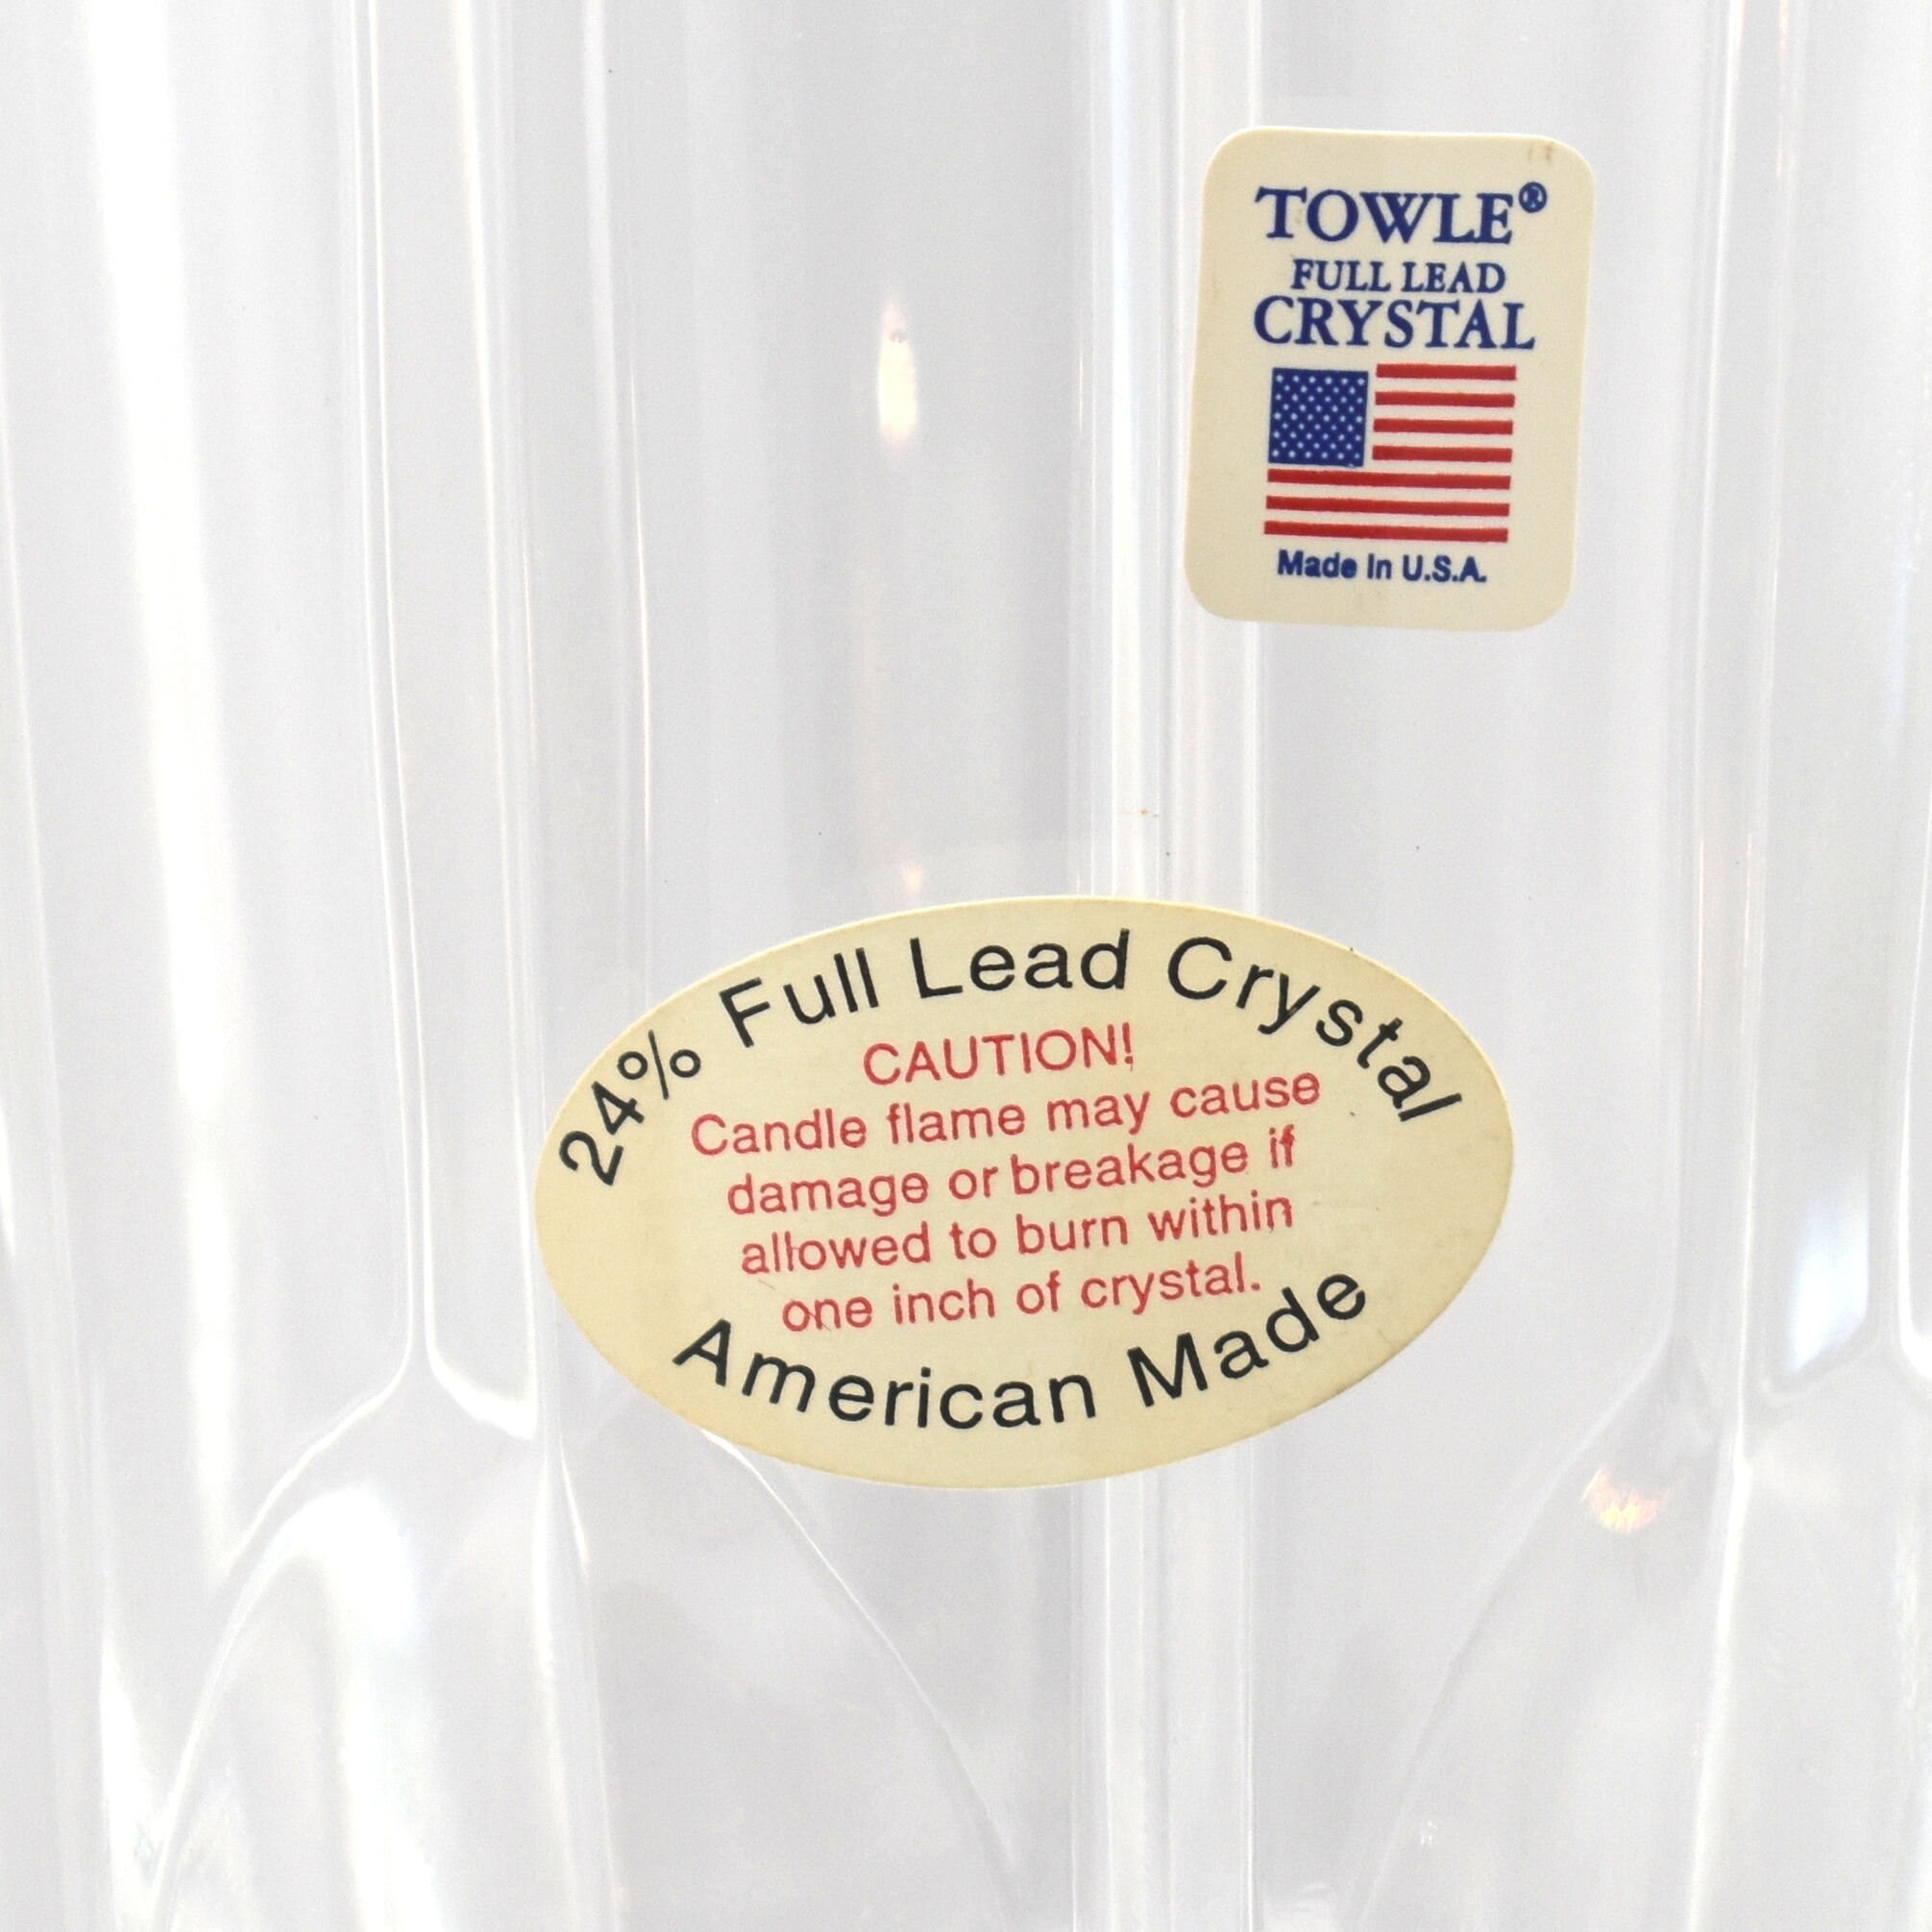 TOWLE®
FULL LEAD
CRYSTAL
Made In U.S.A.
24% Full Lead Crystal
CAUTION!
Candle flame may cause
damage or breakage if
allowed to burn within
one inch of crystal.
American Made